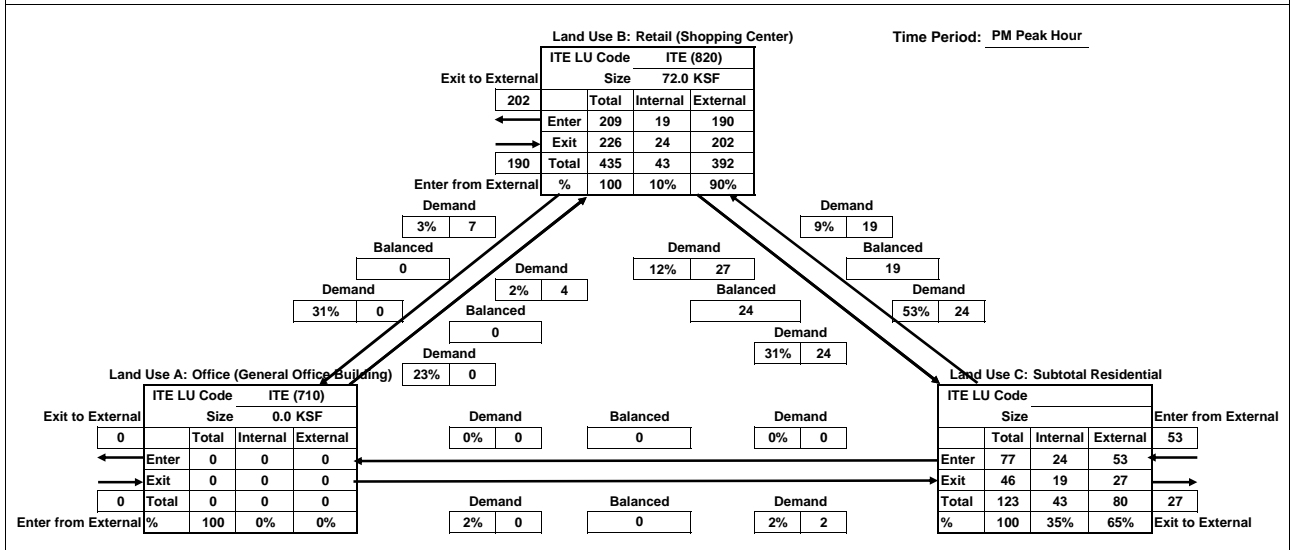 Land Use B: Retail (Shopping Center)
Time Period: PM Peak Hour
ITE LU Code ITE (820)
Exit to External Size 72.0 KSF
202 Total Internal External
Enter 209 19 190
Exit 226 24 202
190 Total 435 43 392
Enter from External % 100 10% 90%
Demand Demand
3% 7 9% 19
Balanced Demand Balanced
0 Demand 12% 27 19
Demand 2% 4 Balanced Demand
31% 0 Balanced 24 53% 24
0 Demand
Demand 31% 24
Land Use A: Office (General Office Building) 23% 0 Land Use C: Subtotal Residential
ITE LU Code ITE (710) ITE LU Code
Exit to External Size 0.0 KSF Demand Balanced Demand Size Enter from External
0 Total Internal External 0% 0 0 0% 0 Total Internal External 53
Enter 0 0 0 Enter 77 24 53
Exit 0 0 0 Exit 46 19 27
0 Total 0 0 0 Demand Balanced Demand Total 123 43 80 27
Enter from External % 100 0% 0% 2% 0 0 2% 2 % 100 35% 65% Exit to External